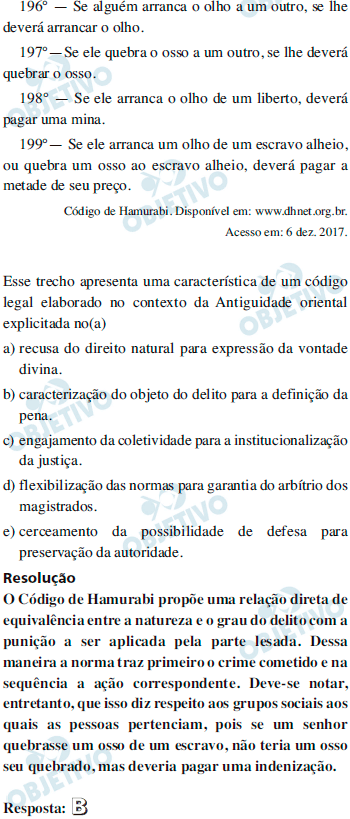 196° — Se alguém arranca o olho a um outro, se lhe
deverá arrancar o olho.
197°—Se ele quebra o osso a um outro, se lhe deverá
quebrar o osso.
198° — Se ele arranca o olho de um liberto, deverá
pagar uma mina.
199°— Se ele arranca um olho de um escravo alheio,
ou quebra um osso ao escravo alheio, deverá pagar a
metade de seu preço.
Código de Hamurabi. Disponível em: www.dhnet.org.br.
Acesso em: 6 dez. 2017.
Esse trecho apresenta uma característica de um código
legal elaborado no contexto da Antiguidade oriental
explicitada no(a)
a) recusa do direito natural para expressão da vontade
divina.
b) caracterização do objeto do delito para a definição da
pena.
c) engajamento da coletividade para a institucionalização
da justiça.
d) flexibilização das normas para garantia do arbítrio dos
magistrados.
e) cerceamento da possibilidade de defesa para
preservação da autoridade.
Resolução
O Código de Hamurabi propõe uma relação direta de
equivalência entre a natureza e o grau do delito com a
punição a ser aplicada pela parte lesada. Dessa
maneira a norma traz primeiro o crime cometido e na
sequência a ação correspondente. Deve-se notar,
entretanto, que isso diz respeito aos grupos sociais aos
quais as pessoas pertenciam, pois se um senhor
quebrasse um osso de um escravo, não teria um osso
seu quebrado, mas deveria pagar uma indenização.
Resposta: B
OBJETIVO